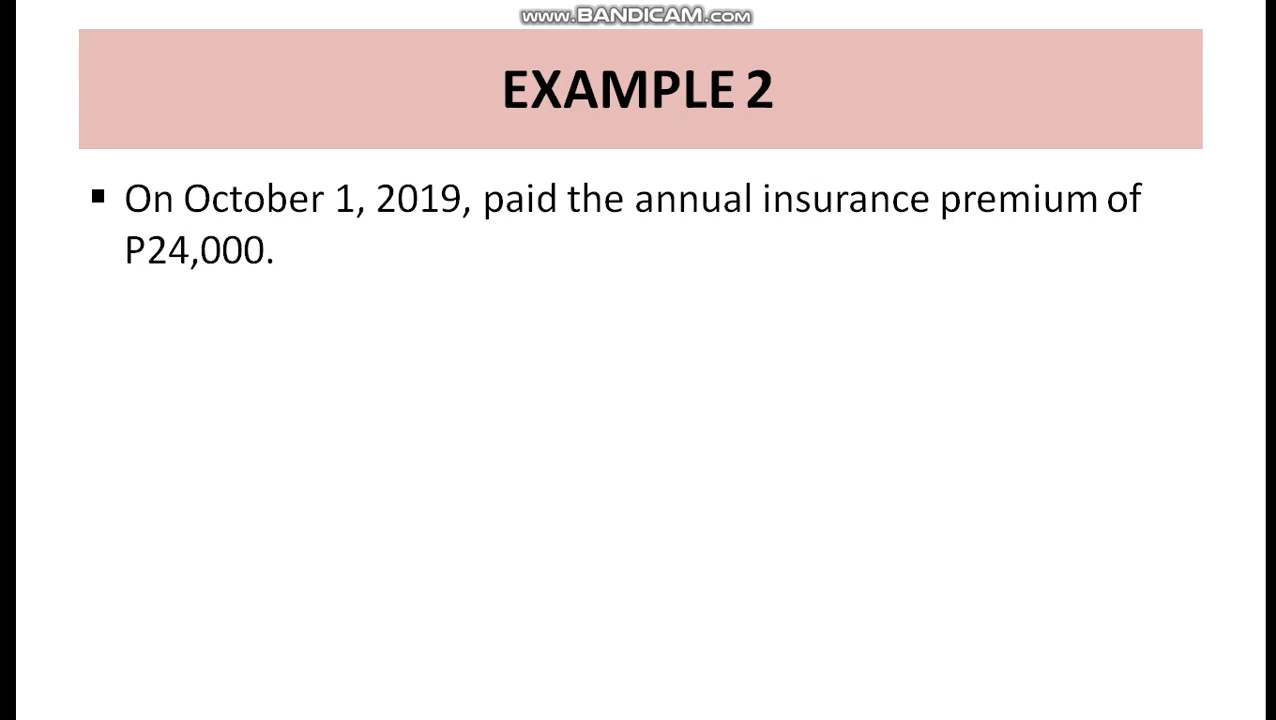 www.BANDICAM.com
EXAMPLE 2
▪ On October 1, 2019, paid the annual insurance premium of
P24,000.